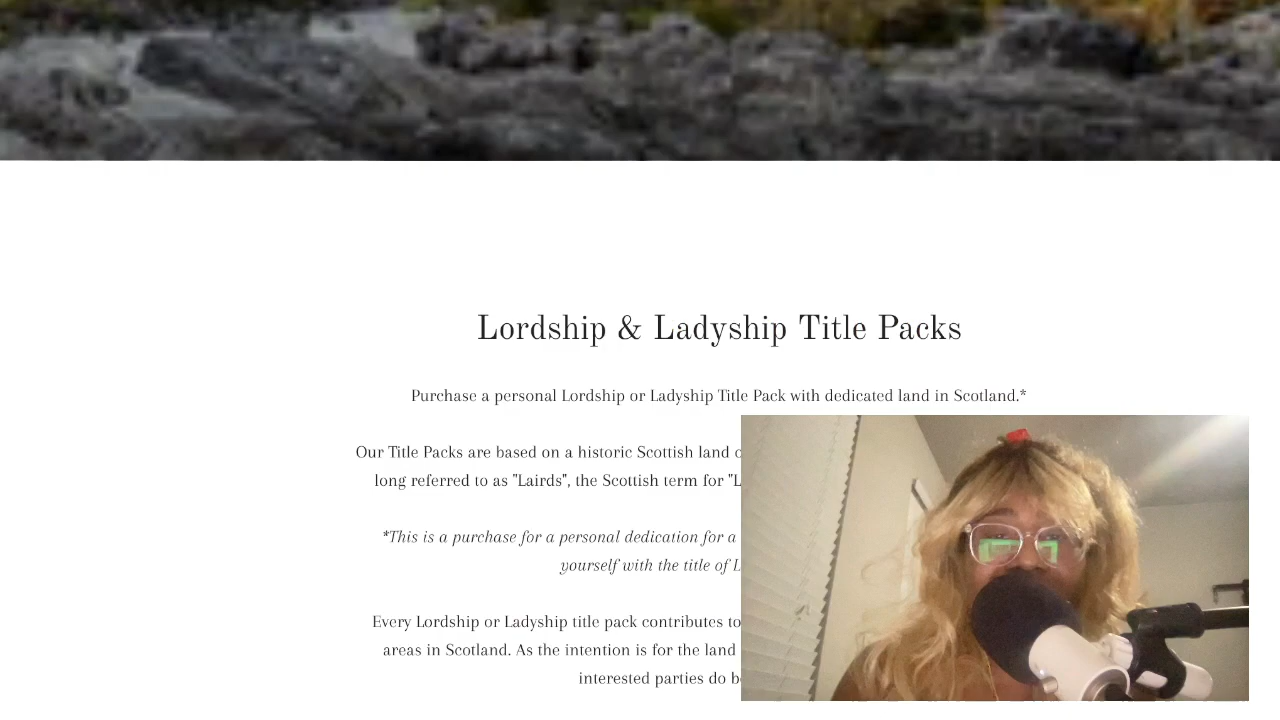 Lordship & Ladyship Title Packs
Purchase a personal Lordship or Ladyship Title Pack with dedicated land in Scotland.*
Our Title Packs are based on a historic Scottish land
long referred to as "Lairds", the Scottish term for
*This is a purchase for a personal dedication for a
yourself with the title of
Every Lordship or Ladyship title pack contributes to
areas in Scotland. As the intention is for the land
interested parties do